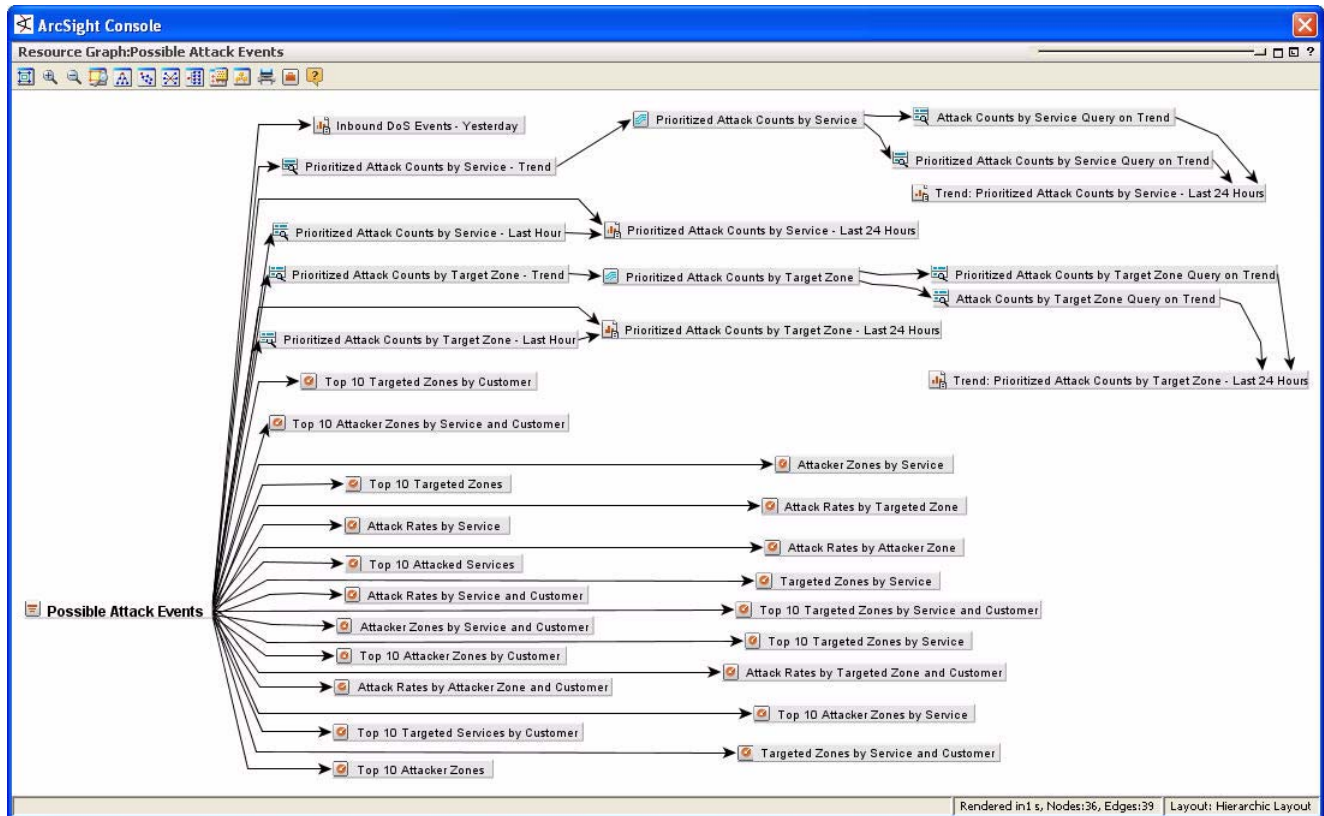 ArcSight Console
Resource Graph:Possible Attack Events
Inbound DoS Events - Yesterday
Prioritized Attack Counts by Service
Attack Counts by Service Query on Trend
Prioritized Attack Counts by Service - Trend
Prioritized Attack Counts by Service Query on Trend
Trend: Prioritized Attack Counts by Service - Last 24 Hours
Prioritized Attack Counts by Service - Last Hour
Prioritized Attack Counts by Service - Last 24 Hours
Prioritized Attack Counts by Target Zone - Trend
Prioritized Attack Counts by Target Zone
Prioritized Attack Counts by Target Zone Query on Trend
Attack Counts by Target Zone Query on Trend
Prioritized Attack Counts by Target Zone - Last Hour
Prioritized Attack Counts by Target Zone - Last 24 Hours
Top 10 Targeted Zones by Customer
Trend: Prioritized Attack Counts by Target Zone - Last 24 Hours
Top 10 Attacker Zones by Service and Customer
Attacker Zones by Service
Top 10 Targeted Zones
Attack Rates by Targeted Zone
Attack Rates by Service
Attack Rates by Attacker Zone
Top 10 Attacked Services
Targeted Zones by Service
Attack Rates by Service and Customer
Possible Attack Events
Top 10 Targeted Zones by Service and Customer
Attacker Zones by Service and Customer
Top 10 Targeted Zones by Service
Top 10 Attacker Zones by Customer
Attack Rates by Targeted Zone and Customer
Attack Rates by Attacker Zone and Customer
Top 10 Attacker Zones by Service
Top 10 Targeted Services by Customer
Targeted Zones by Service and Customer
Top 10 Attacker Zones
Rendered in1 s, Nodes:36, Edges:39
Layout: Hierarchic Layout